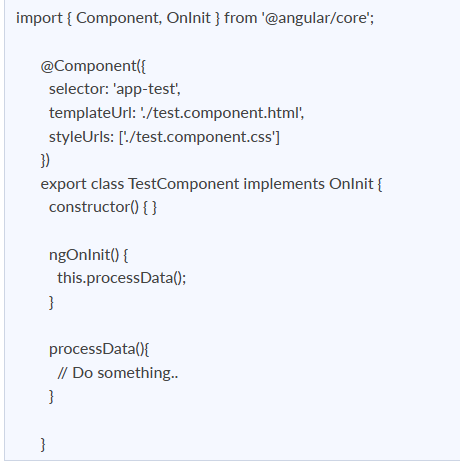 import { Component, OnInit } from '@angular/core';
@Component({
selector: 'app-test',
templateUrl: './test.component.html',
styleUrls: ['./test.component.css']
})
export class TestComponent implements OnInit {
constructor() { }
ngOnInit() {
this.processData();
}
processData(){
// Do something..
}
}